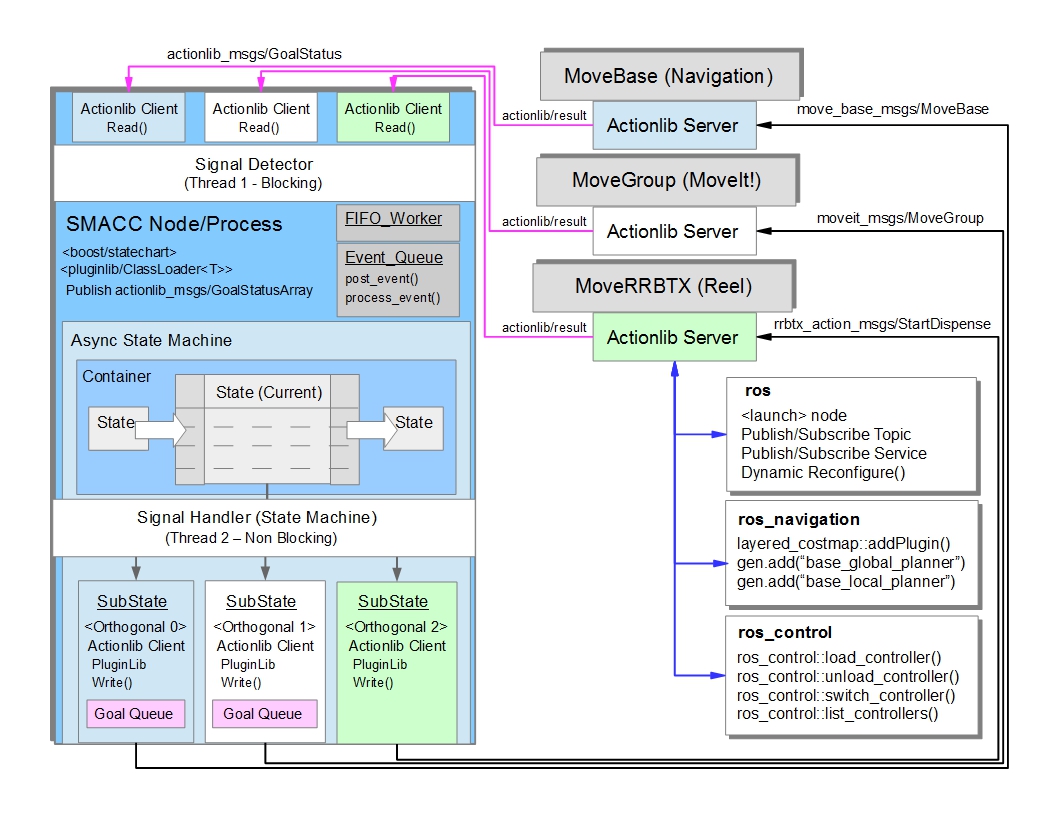 actionlib_msgs/GoalStatus
Actionlib Client
Read()
Actionlib Client
Read()
Actionlib Client
Read()
Signal Detector
(Thread 1 - Blocking)
SMACC Node/Process
<boost/statechart>
<pluginlib/ClassLoader<T>>
Publish actionlib_msgs/GoalStatusArray
FIFO_Worker
Event_Queue
post_event()
process_event()
Async State Machine
Container
State
State (Current)
State
Signal Handler (State Machine)
(Thread 2 – Non Blocking)
SubState
<Orthogonal 0>
Actionlib Client
PluginLib
Write()
Goal Queue
SubState
<Orthogonal 1>
Actionlib Client
PluginLib
Write()
Goal Queue
SubState
<Orthogonal 2>
Actionlib Client
PluginLib
Write()
MoveBase (Navigation)
actionlib/result
Actionlib Server
move_base_msgs/MoveBase
MoveGroup (MoveIt!)
actionlib/result
Actionlib Server
moveit_msgs/MoveGroup
MoveRRBTX (Reel)
actionlib/result
Actionlib Server
rrbtx_action_msgs/StartDispense
ros
<launch> node
Publish/Subscribe Topic
Publish/Subscribe Service
Dynamic Reconfigure()
ros_navigation
layered_costmap::addPlugin()
gen.add(“base_global_planner”)
gen.add(“base_local_planner”)
ros_control
ros_control::load_controller()
ros_control::unload_controller()
ros_control::switch_controller()
ros_control::list_controllers()